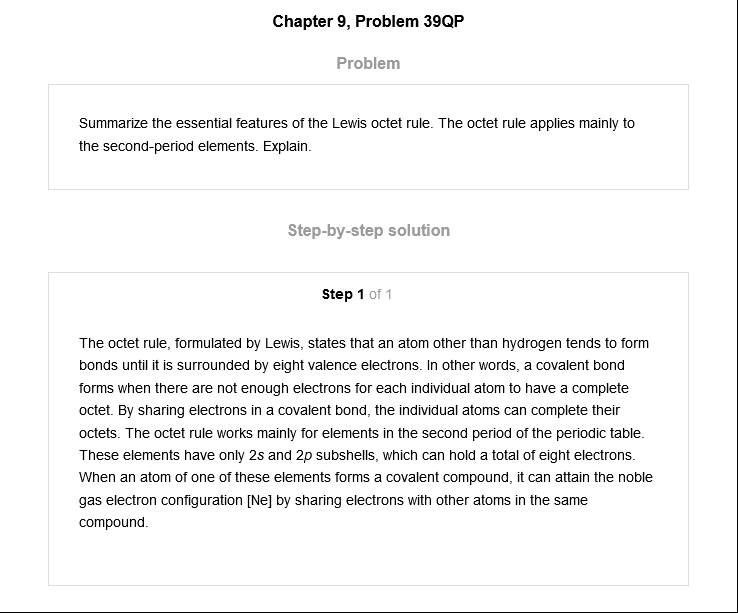 Chapter 9, Problem 39QP
Problem
Summarize the essential features of the Lewis octet rule. The octet rule applies mainly to
the second-period elements. Explain.
Step-by-step solution
Step 1 of 1
The octet rule, formulated by Lewis, states that an atom other than hydrogen tends to form
bonds until it is surrounded by eight valence electrons. In other words, a covalent bond
forms when there are not enough electrons for each individual atom to have a complete
octet. By sharing electrons in a covalent bond, the individual atoms can complete their
octets. The octet rule works mainly for elements in the second period of the periodic table.
These elements have only 2s and 2p subshells, which can hold a total of eight electrons.
When an atom of one of these elements forms a covalent compound, it can attain the noble
gas electron configuration [Ne] by sharing electrons with other atoms in the same
compound.